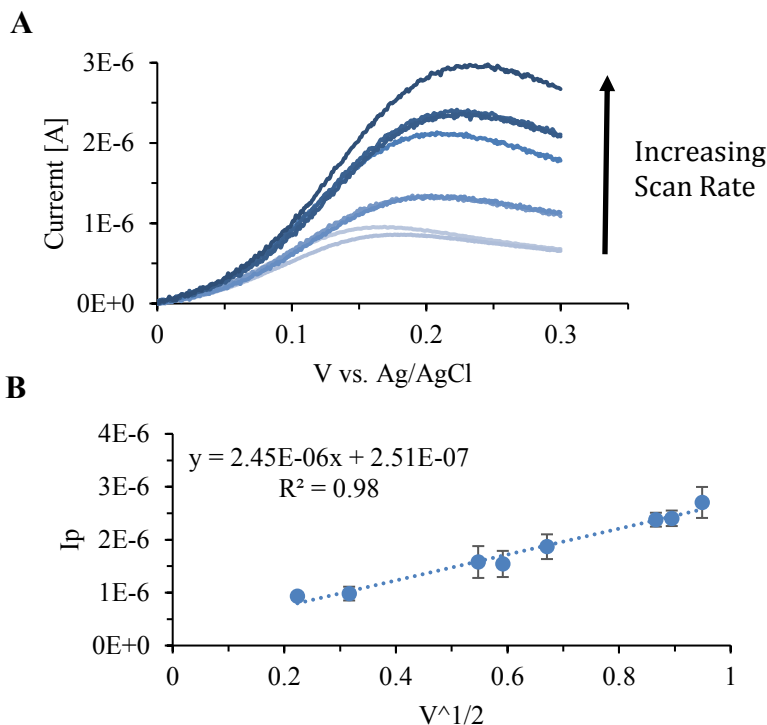 A
3E-6
2E-6
1E-6
0E+0
Currernt [A]
0
0.1
0.2
0.3
V vs. Ag/AgCl
Increasing
Scan Rate
B
4E-6
3E-6
2E-6
1E-6
0E+0
Ip
y = 2.45E-06x + 2.51E-07
R² = 0.98
0
0.2
0.4
0.6
0.8
1
V^1/2